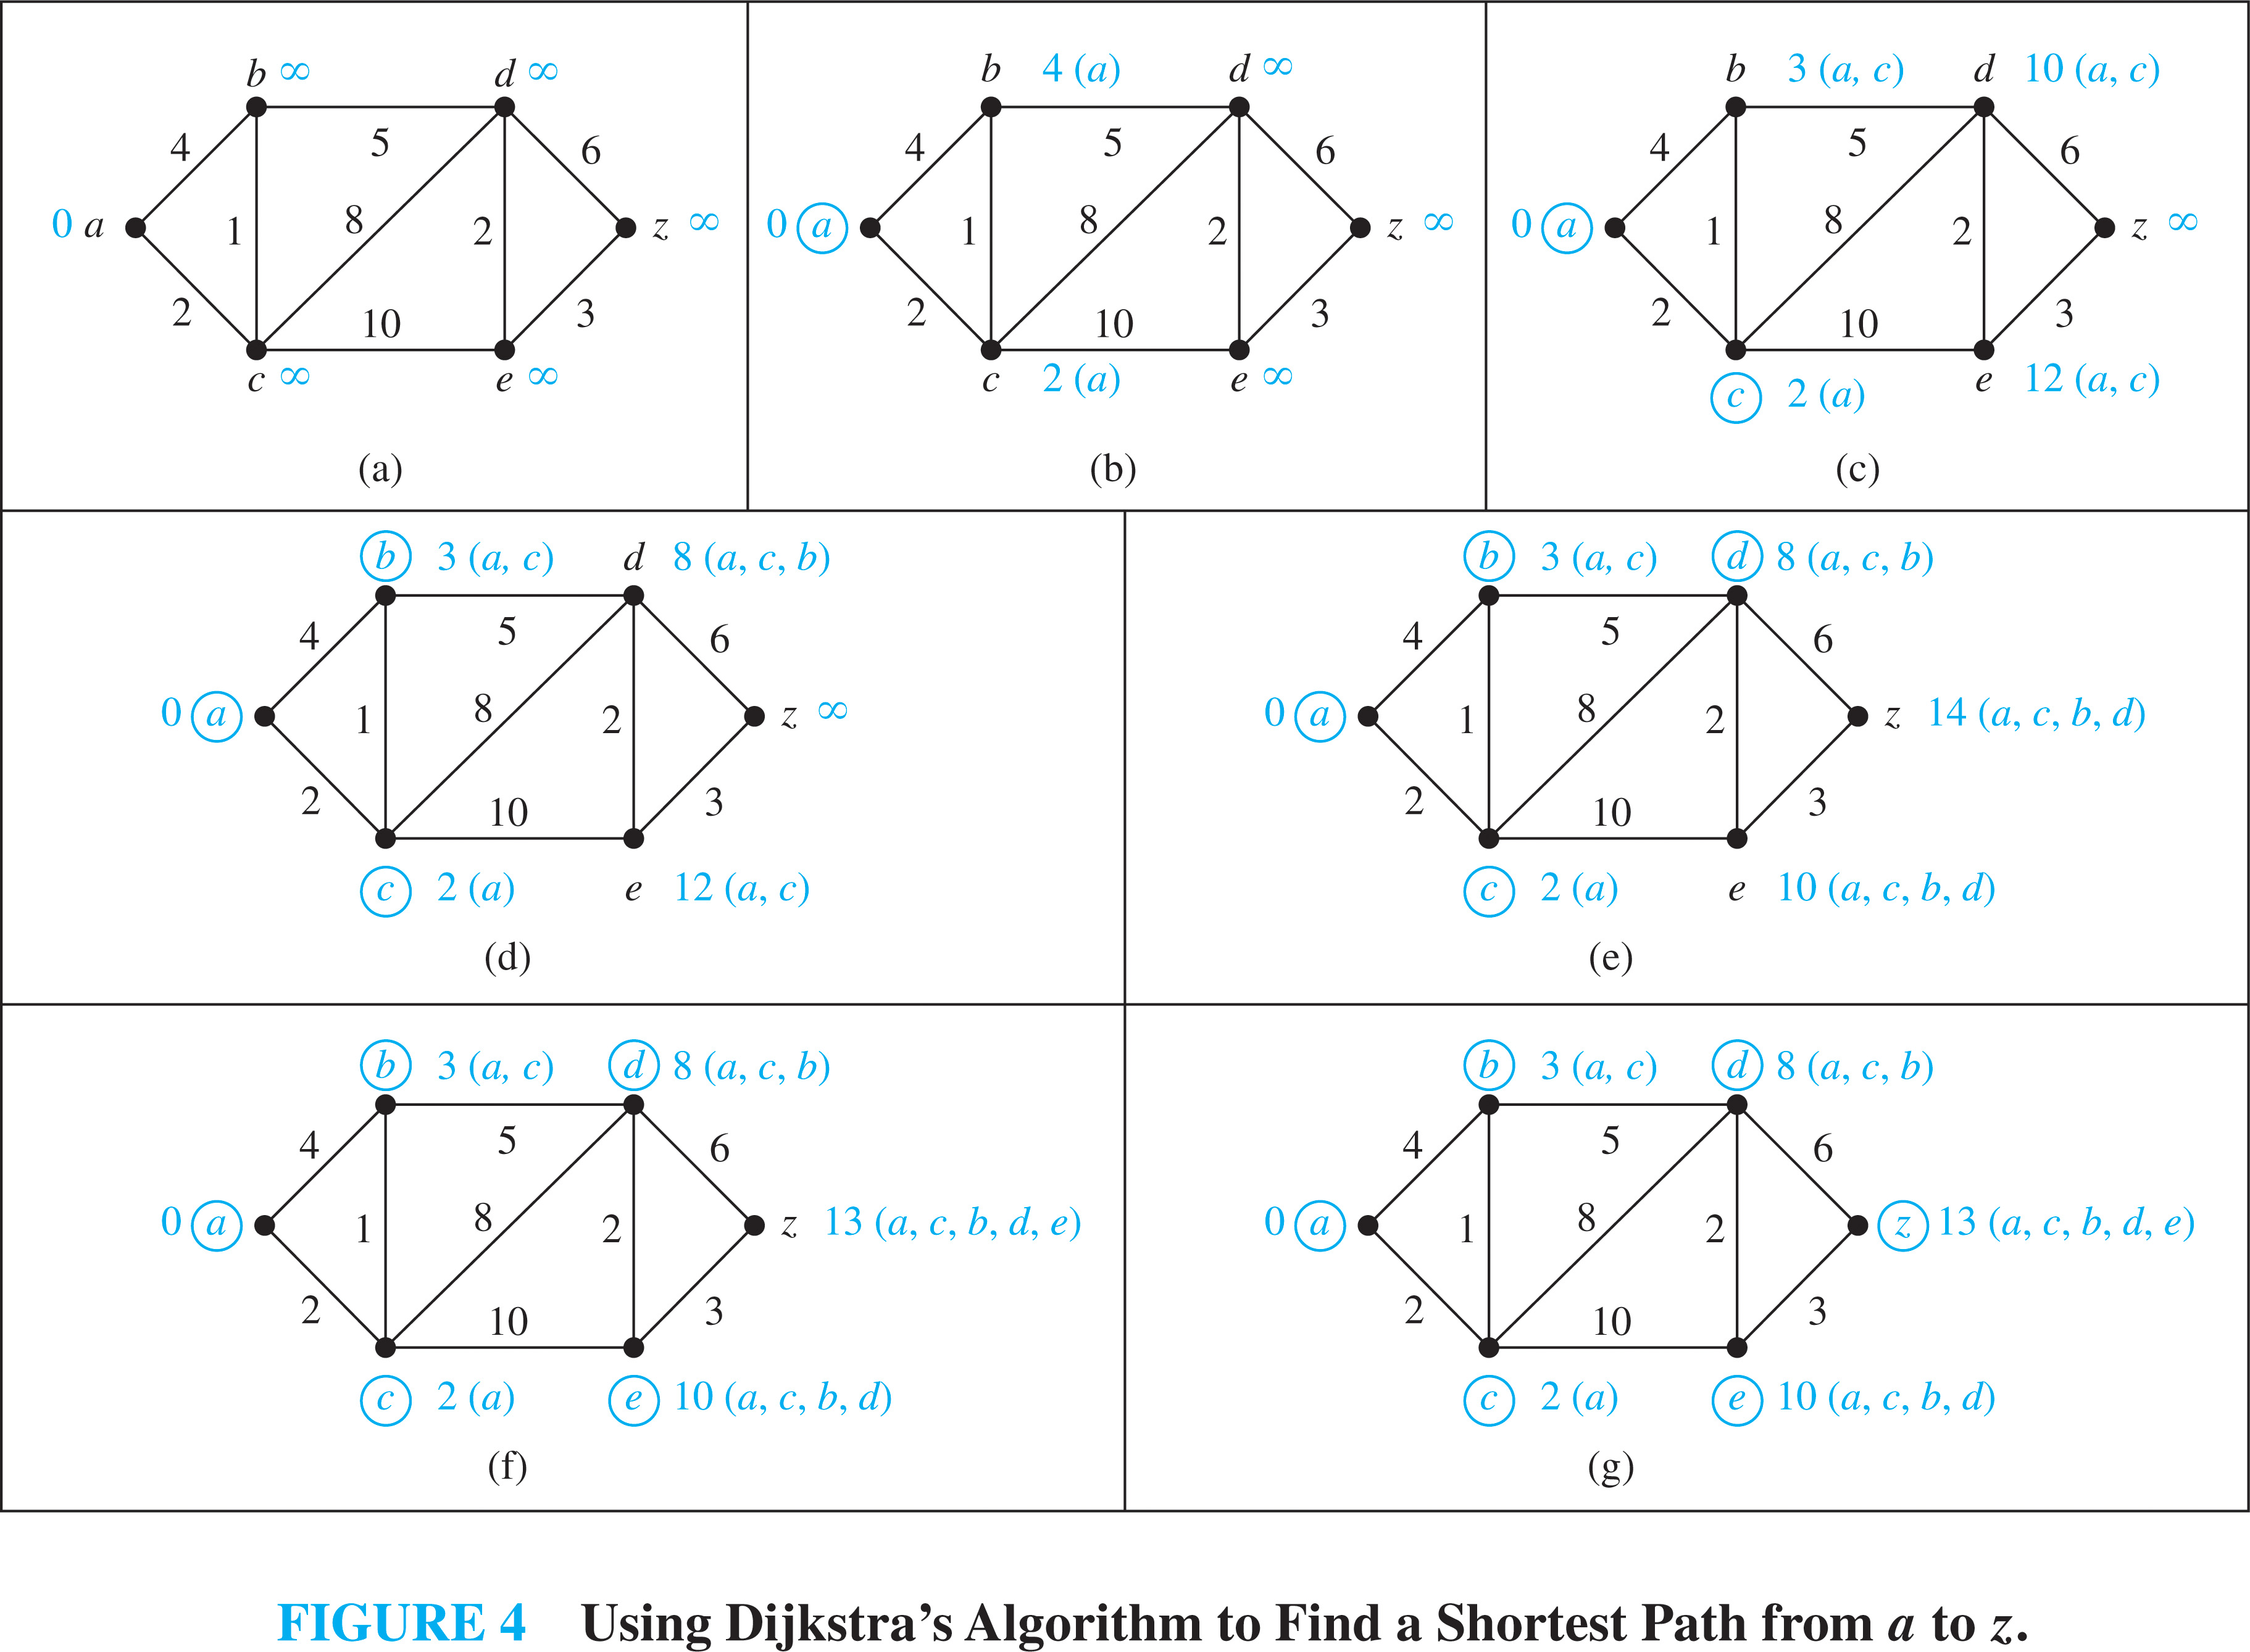 b ∞ d ∞
4 5 6
0 a 1 8 2 z ∞
2 10 3
c ∞ e ∞
(a)
b 4 (a) d ∞
4 5 6
0 a 1 8 2 z ∞
2 10 3
c 2 (a) e ∞
(b)
b 3 (a, c) d 10 (a, c)
4 5 6
0 a 1 8 2 z ∞
2 10 3
c 2 (a) e 12 (a, c)
(c)
b 3 (a, c) d 8 (a, c, b)
4 5 6
0 a 1 8 2 z ∞
2 10 3
c 2 (a) e 12 (a, c)
(d)
b 3 (a, c) d 8 (a, c, b)
4 5 6
0 a 1 8 2 z 14 (a, c, b, d)
2 10 3
c 2 (a) e 10 (a, c, b, d)
(e)
b 3 (a, c) d 8 (a, c, b)
4 5 6
0 a 1 8 2 z 13 (a, c, b, d, e)
2 10 3
c 2 (a) e 10 (a, c, b, d)
(f)
b 3 (a, c) d 8 (a, c, b)
4 5 6
0 a 1 8 2 z 13 (a, c, b, d, e)
2 10 3
c 2 (a) e 10 (a, c, b, d)
(g)
FIGURE 4 Using Dijkstra’s Algorithm to Find a Shortest Path from a to z.